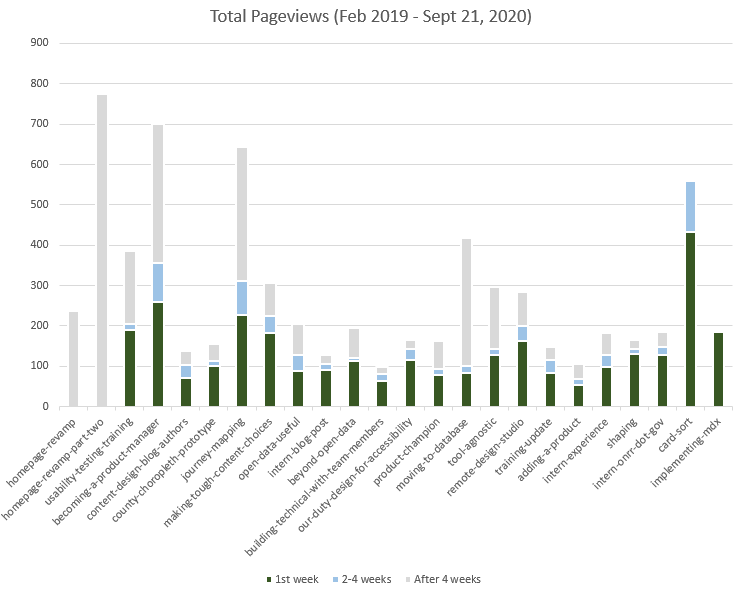 Total Pageviews (Feb 2019 - Sept 21, 2020)
900
800
700
600
500
400
300
200
100
0
homepage-revamp
homepage-revamp-part-two
usability-testing-training
becoming-a-product-manager
content-design-blog-authors
county-choropleth-prototype
journey-mapping
making-tough-content-choices
open-data-useful
intern-blog-post
beyond-open-data
building-technical-with-team-members
our-duty-design-for-accessibility
product-champion
moving-to-database
tool-agnostic
remote-design-studio
training-update
adding-a-product
intern-experience
shaping
intern-onrr-dot-gov
card-sort
implementing-mdx
1st week 2-4 weeks After 4 weeks